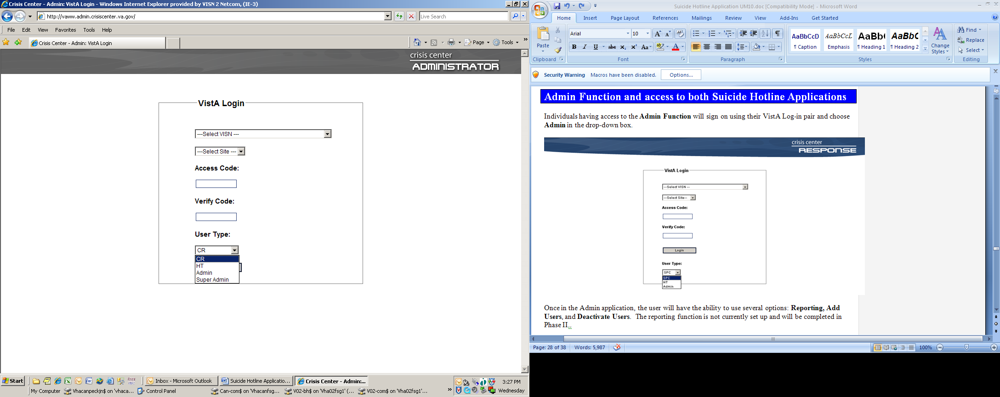 Crisis Center - Admin: VistA Login - Windows Internet Explorer provided by VISN 2 Netcom, (IE-3)
http://vaww.admin.crisiscenter.va.gov/
Live Search
File Edit View Favorites Tools Help
Crisis Center - Admin: VistA Login
Page Tools
crisis center
ADMINISTRATOR
VistA Login
---Select VISN ---
---Select Site ---
Access Code:
Verify Code:
User Type:
CR
CR
HT
Admin
Super Admin
Start
Inbox - Microsoft Outlook
Suicide Hotline Applicatio...
Crisis Center - Admin:...
3:27 PM
My Computer
Vhacanpeckjn$ on 'vhaca...
Control Panel
Can-com$ on 'Vhacanfsg...
V02-bh$ on 'Vha02fsg1' (...
V02-com$ on 'Vha02fsg1'...
Wednesday
Suicide Hotline Application UM10.doc [Compatibility Mode] - Microsoft Word
Home Insert Page Layout References Mailings Review View Add-Ins Get Started
Paste
Clipboard
Arial
10
Font
Paragraph
AaBbCcD
¶ Caption
AaBbCcL
Emphasis
AaBb(
¶ Heading 1
AaBbC
¶ Heading 2
Change
Styles
Styles
Find
Replace
Select
Editing
Security Warning Macros have been disabled. Options...
Admin Function and access to both Suicide Hotline Applications
Individuals having access to the Admin Function will sign on using their VistA Log-in pair and choose
Admin in the drop-down box.
crisis center
RESPONSE
VistA Login
---Select VISN ---
---Select Site---
Access Code:
Verify Code:
Login
User Type:
SPC
SPC
HT
Admin
Once in the Admin application, the user will have the ability to use several options: Reporting, Add
Users, and Deactivate Users.  The reporting function is not currently set up and will be completed in
Phase II..
Page: 28 of 38 Words: 5,987
100%